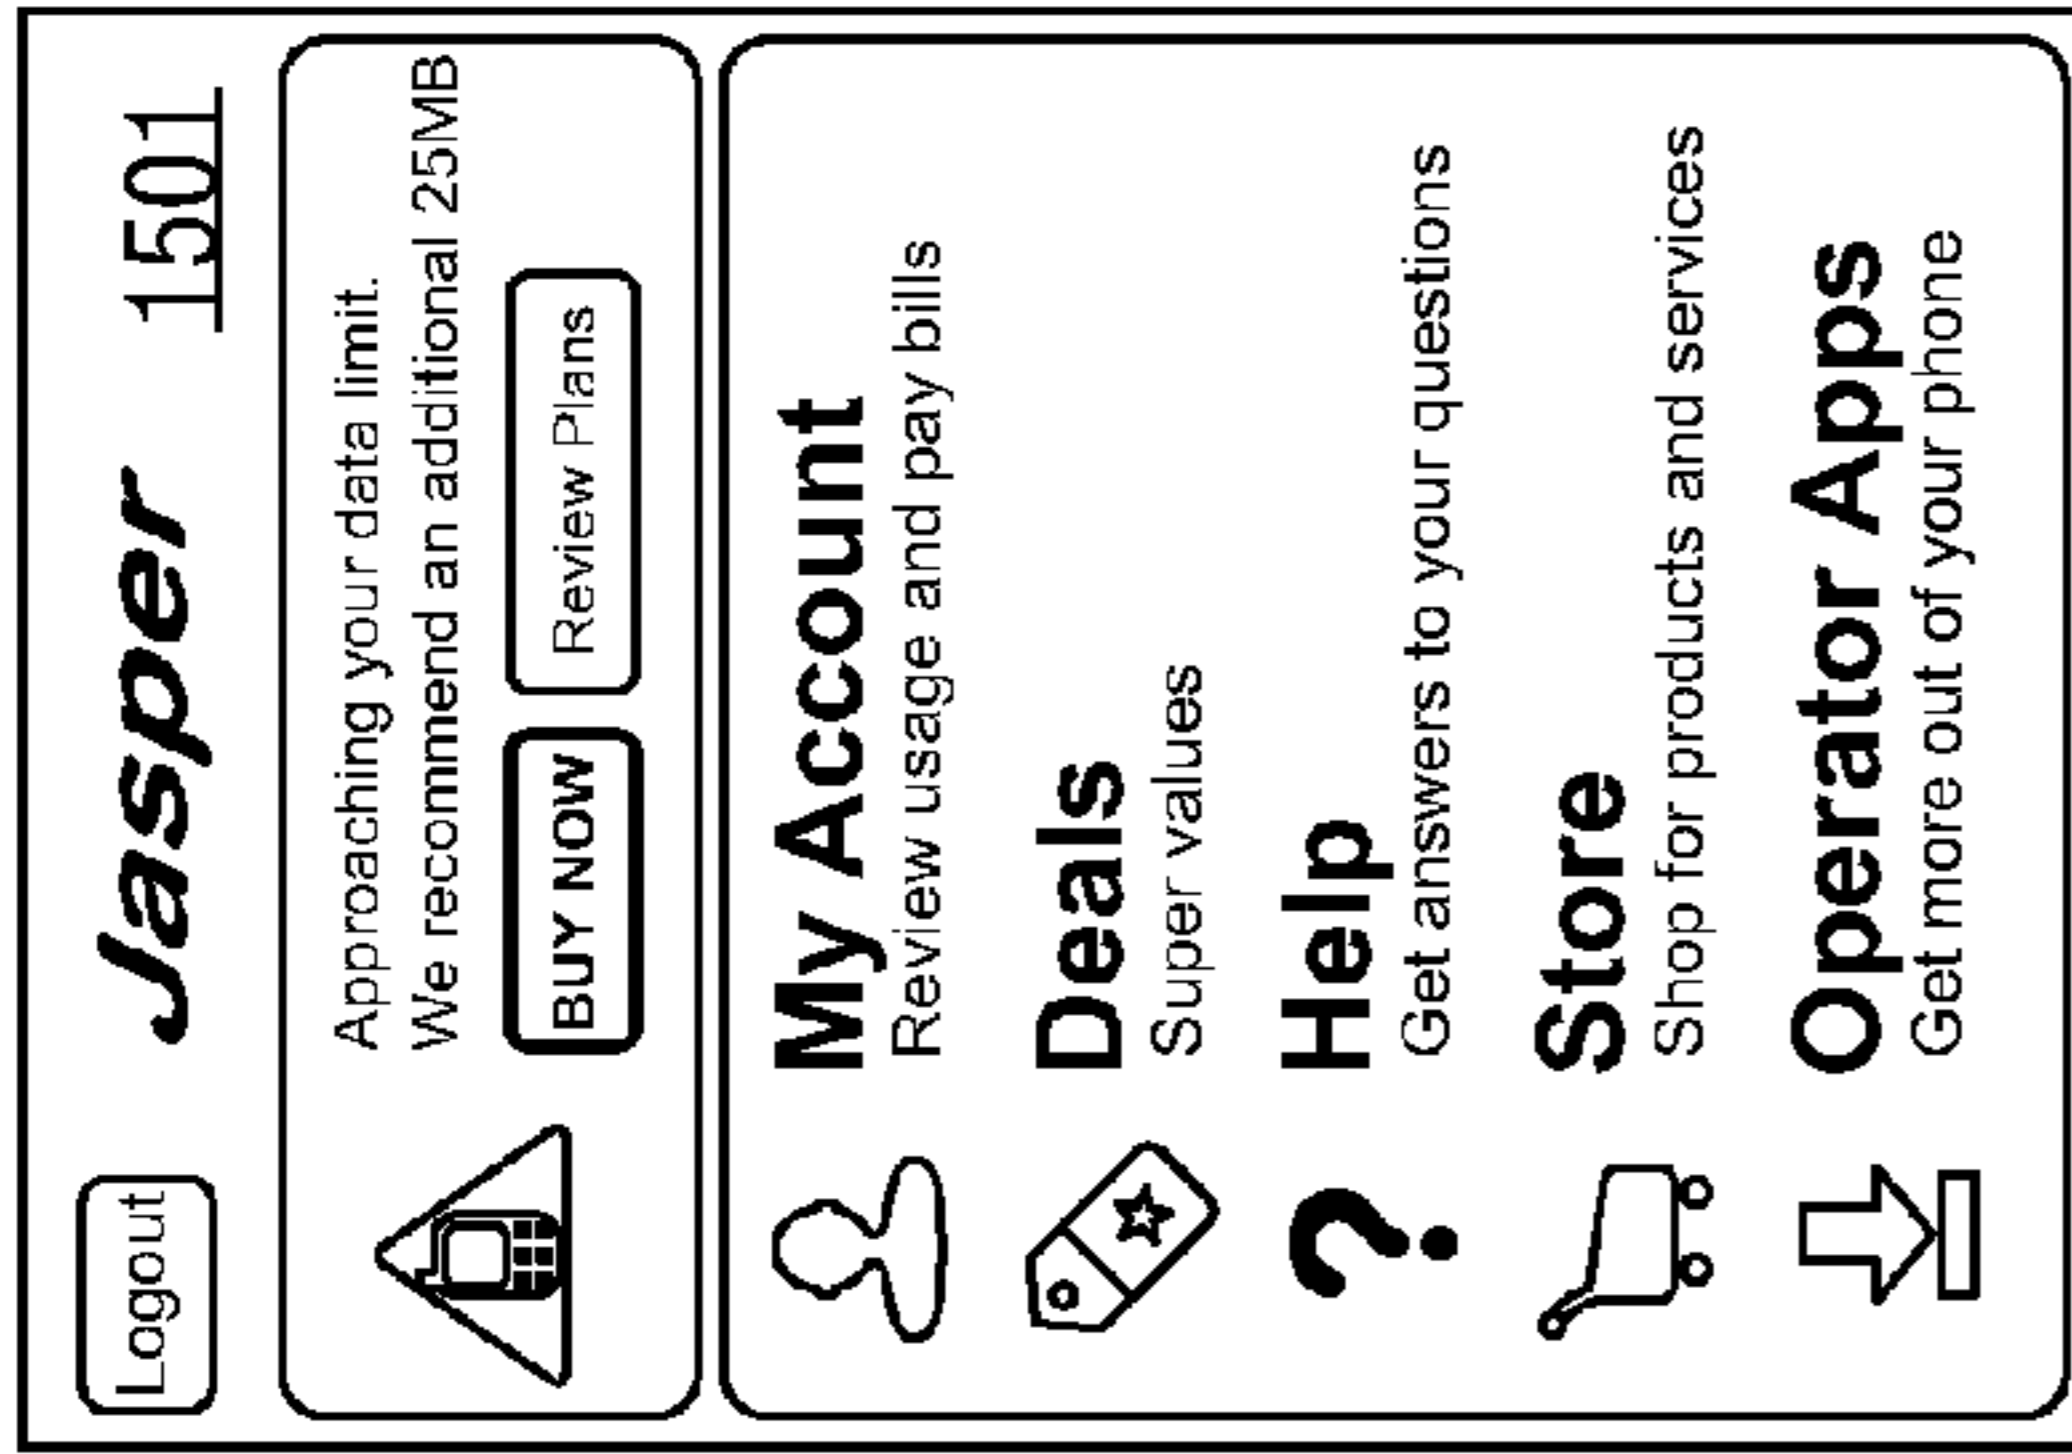 Logout
Jasper
1501
Approaching your data limit.
We recommend an additional 25MB
BUY NOW
Review Plans
My Account
Review usage and pay bills
Deals
Super values
Help
Get answers to your questions
Store
Shop for products and services
Operator Apps
Get more out of your phone